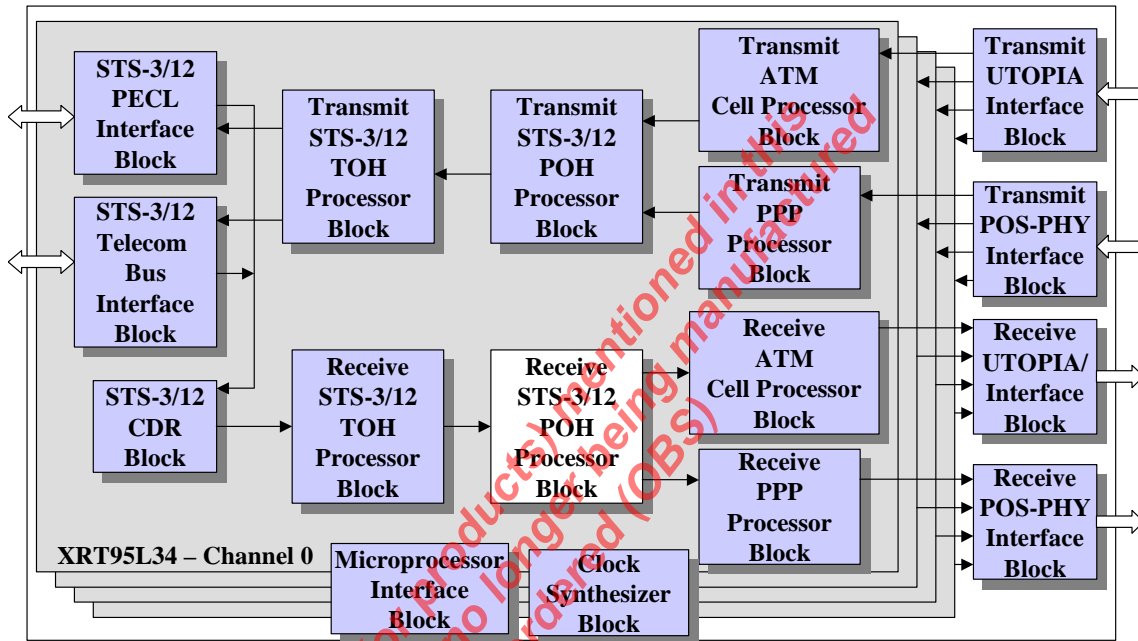 STS-3/12
PECL
Interface
Block
Transmit
STS-3/12
TOH
Processor
Block
Transmit
STS-3/12
POH
Processor
Block
Transmit
ATM
Cell Processor
Block
Transmit
UTOPIA
Interface
Block
STS-3/12
Telecom
Bus
Interface
Block
Transmit
PPP
Processor
Block
Transmit
POS-PHY
Interface
Block
STS-3/12
CDR
Block
Receive
STS-3/12
TOH
Processor
Block
Receive
STS-3/12
POH
Processor
Block
Receive
ATM
Cell Processor
Block
Receive
UTOPIA/
Interface
Block
Receive
PPP
Processor
Block
Receive
POS-PHY
Interface
Block
XRT95L34 – Channel 0
Microprocessor
Interface
Block
Clock
Synthesizer
Block
or products) mentioned in this
no longer being manufactured
ordered (OBS)